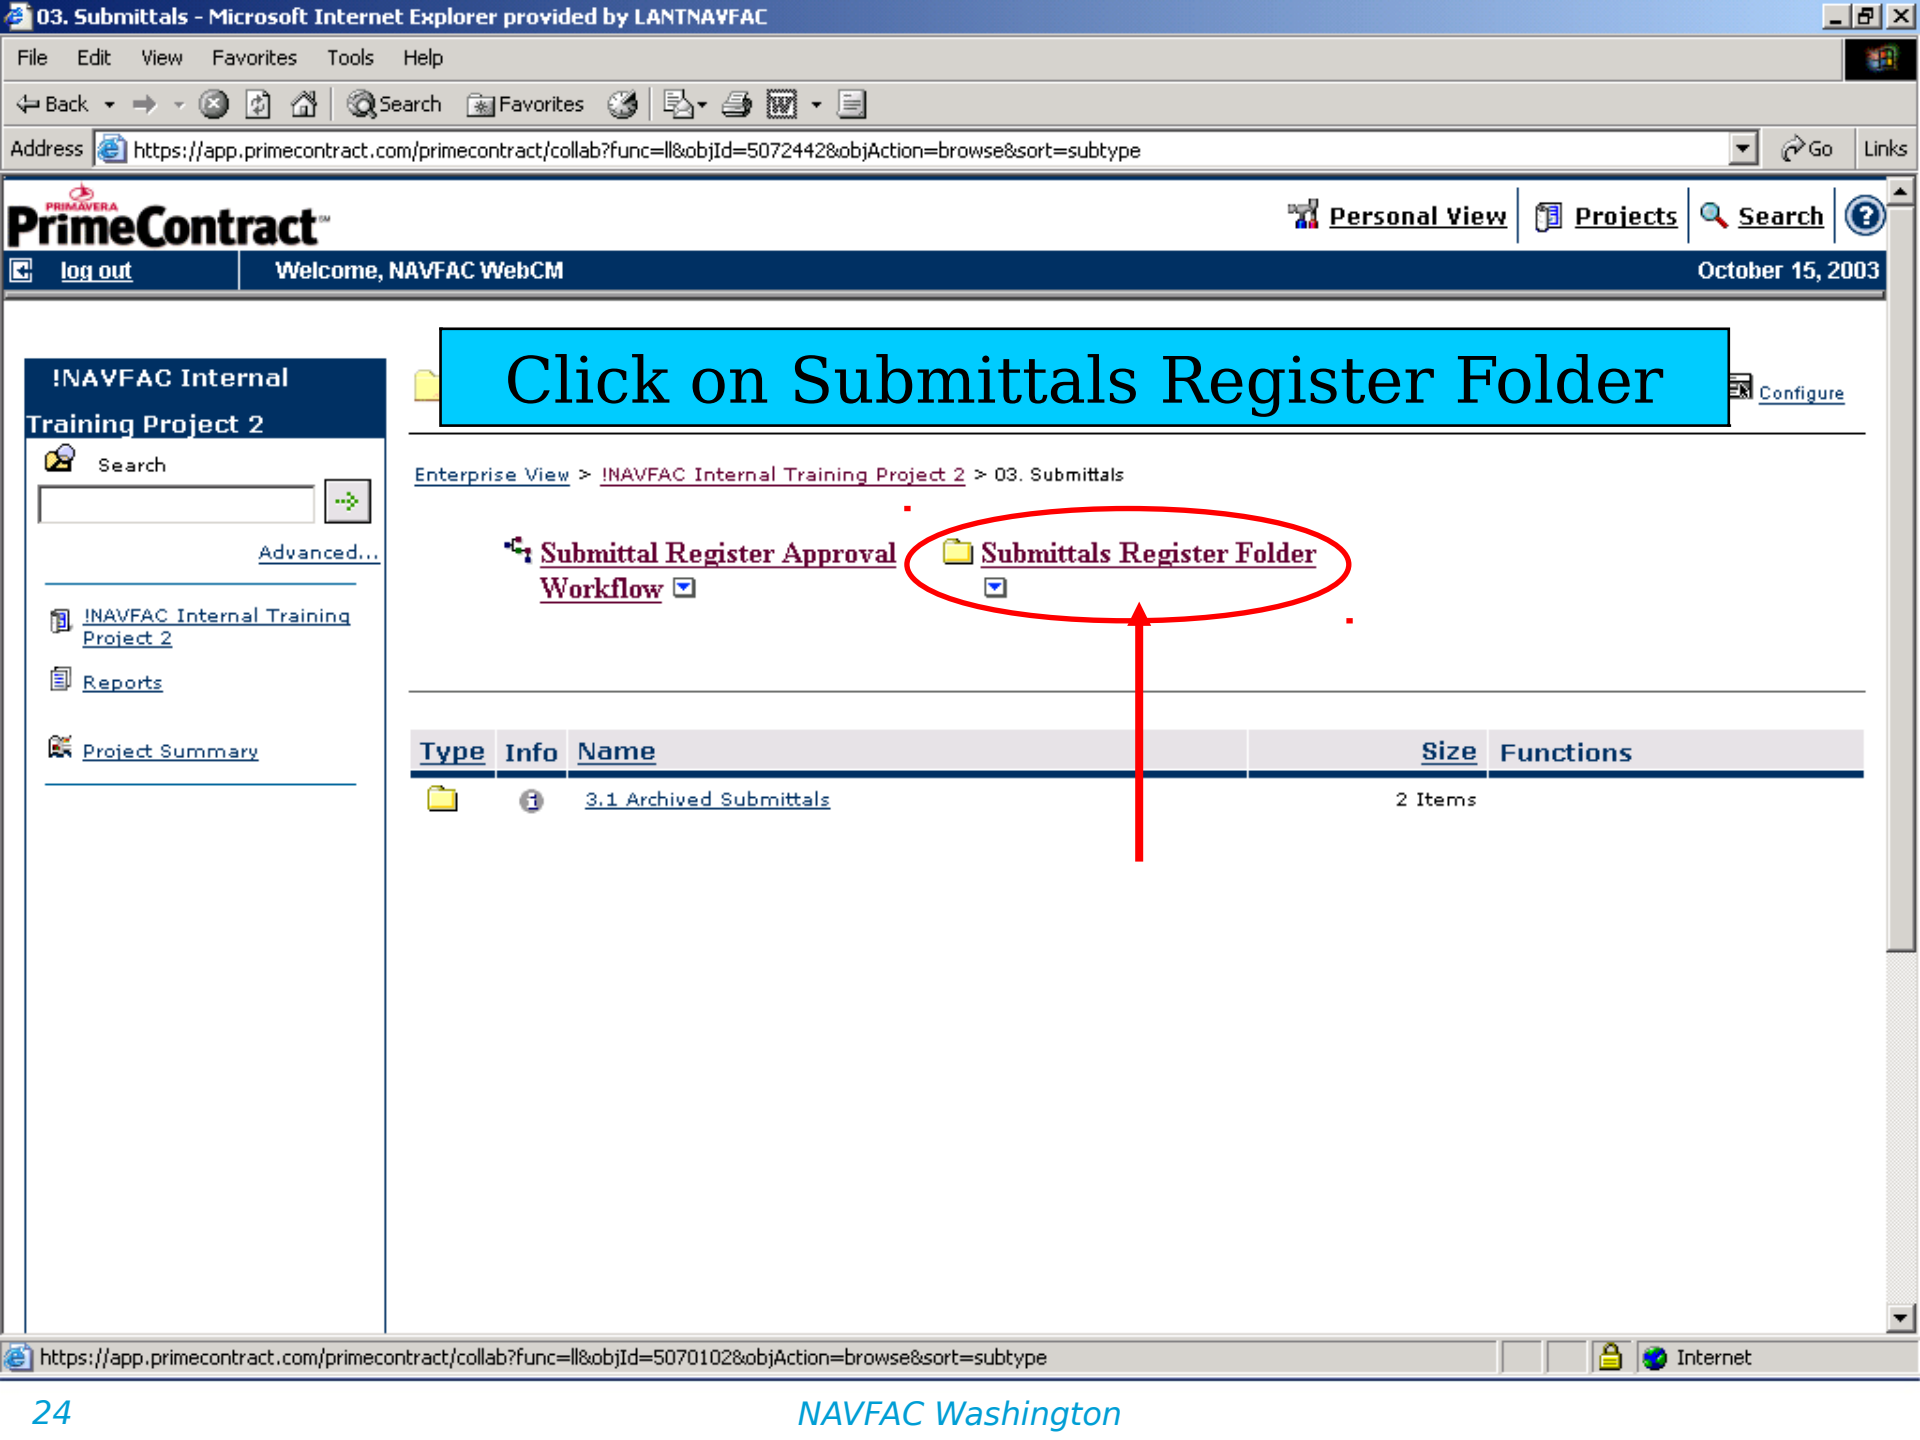 03. Submittals - Microsoft Internet Explorer provided by LANTNAVFAC
File Edit View Favorites Tools Help
Back Search Favorites
Address https://app.primecontract.com/primecontract/collab?func=ll&objId=5072442&objAction=browse&sort=subtype Go Links
PRIMAVERA
PrimeContract℠
Personal View Projects Search ?
log out Welcome, NAVFAC WebCM October 15, 2003
Click on Submittals Register Folder
Configure
!NAVFAC Internal
Training Project 2
Search
Advanced...
!NAVFAC Internal Training
Project 2
Reports
Project Summary
Enterprise View > !NAVFAC Internal Training Project 2 > 03. Submittals
Submittal Register Approval
Workflow
Submittals Register Folder
Type Info Name Size Functions
3.1 Archived Submittals 2 Items
https://app.primecontract.com/primecontract/collab?func=ll&objId=5070102&objAction=browse&sort=subtype Internet
24 NAVFAC Washington